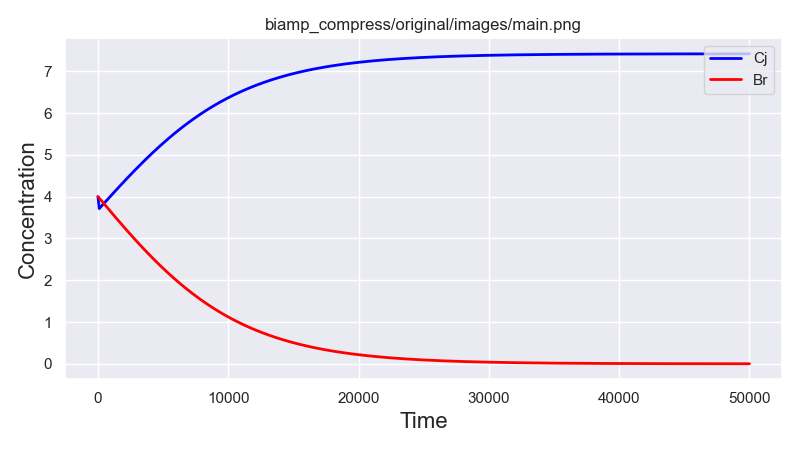 biamp_compress/original/images/main.png
Concentration
7
6
5
4
3
2
1
0
Cj
Br
0 10000 20000 30000 40000 50000
Time